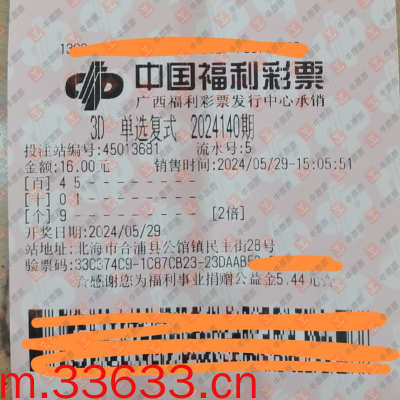 中国福利彩票
广西福利彩票发行中心承销
3D 单选复式 2024140期
投注站编号:45013681 流水号:5
金额:16.00元 销售时间:2024/05/29-15:05:51
[百] 4 5 - - - - - - - -
[十] 0 1 - - - - - - - -
[个] 9 - - - - - - - - - [2倍]
开奖日期:2024/05/29
站地址:北海市合浦县公馆镇民主街28号
验票码:33C374C9-1C87CB23-23DAABE
感谢您为福利事业捐赠公益金5.44元
m.33633.cn